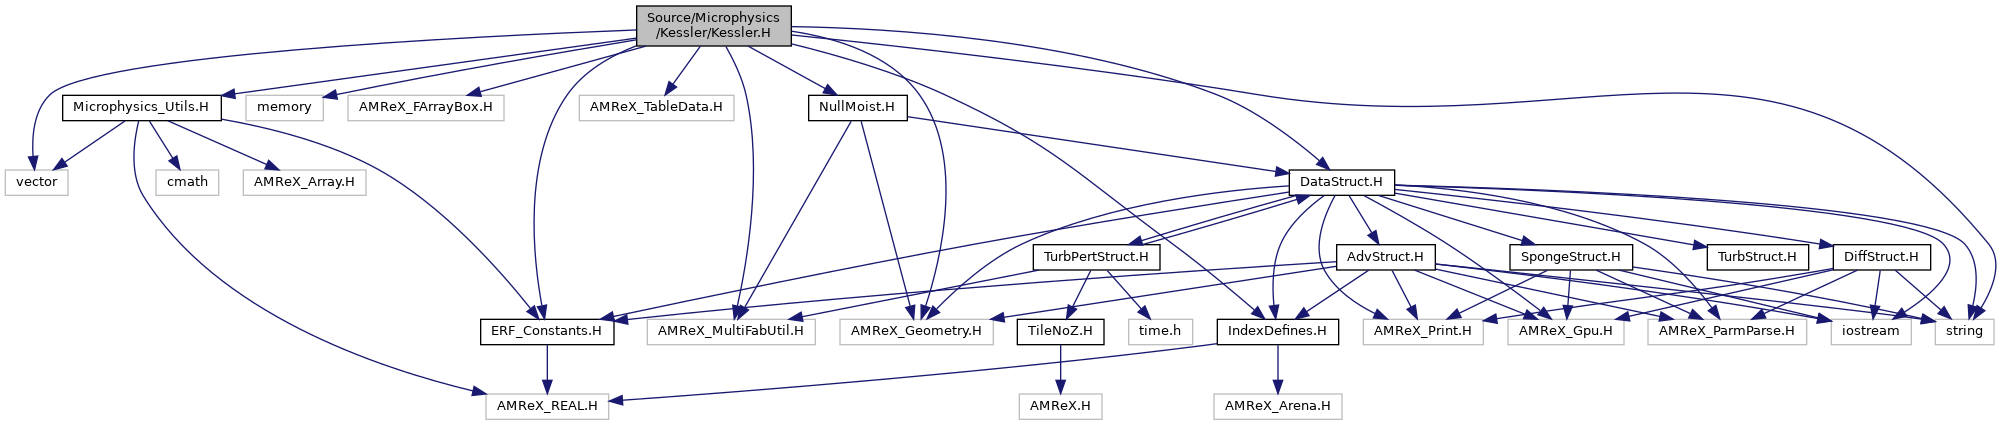 Source/Microphysics
/Kessler/Kessler.H
Microphysics_Utils.H
memory
AMReX_FArrayBox.H
AMReX_TableData.H
NullMoist.H
vector
cmath
AMReX_Array.H
DataStruct.H
TurbPertStruct.H
AdvStruct.H
SpongeStruct.H
TurbStruct.H
DiffStruct.H
ERF_Constants.H
AMReX_MultiFabUtil.H
AMReX_Geometry.H
TileNoZ.H
time.h
IndexDefines.H
AMReX_Print.H
AMReX_Gpu.H
AMReX_ParmParse.H
iostream
string
AMReX_REAL.H
AMReX.H
AMReX_Arena.H